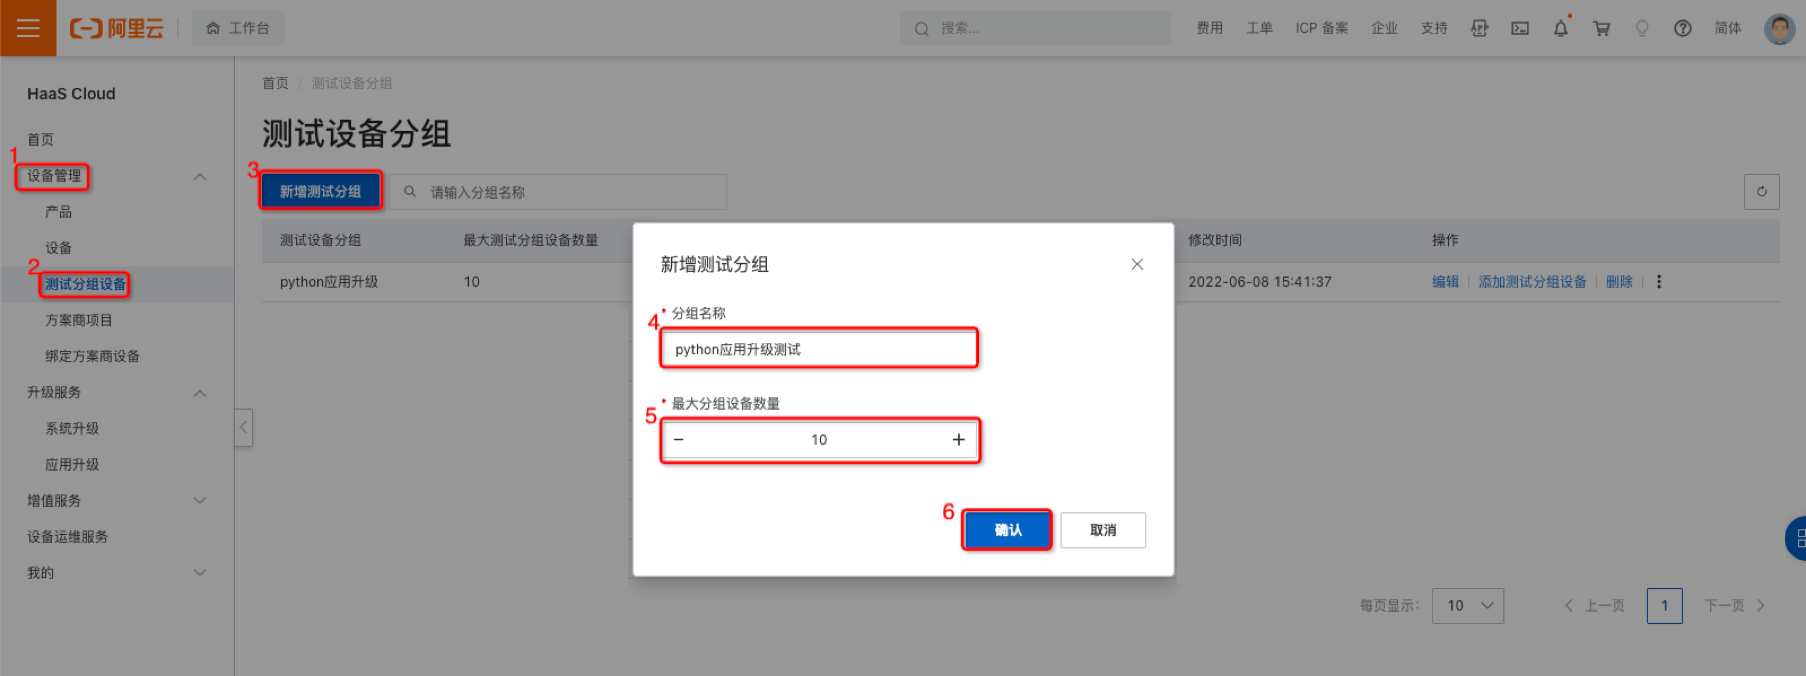 阿里云
工作台
搜索...
费用
工单
ICP 备案
企业
支持
简体
HaaS Cloud
首页
1
设备管理
产品
设备
2
测试分组设备
方案商项目
绑定方案商设备
升级服务
系统升级
应用升级
增值服务
设备运维服务
我的
首页 / 测试设备分组
测试设备分组
3
新增测试分组
请输入分组名称
测试设备分组
最大测试分组设备数量
修改时间
操作
python应用升级
10
2022-06-08 15:41:37
编辑
添加测试分组设备
删除
新增测试分组
4
* 分组名称
python应用升级测试
5
* 最大分组设备数量
− 10 +
6
确认
取消
每页显示:
10
上一页
1
下一页